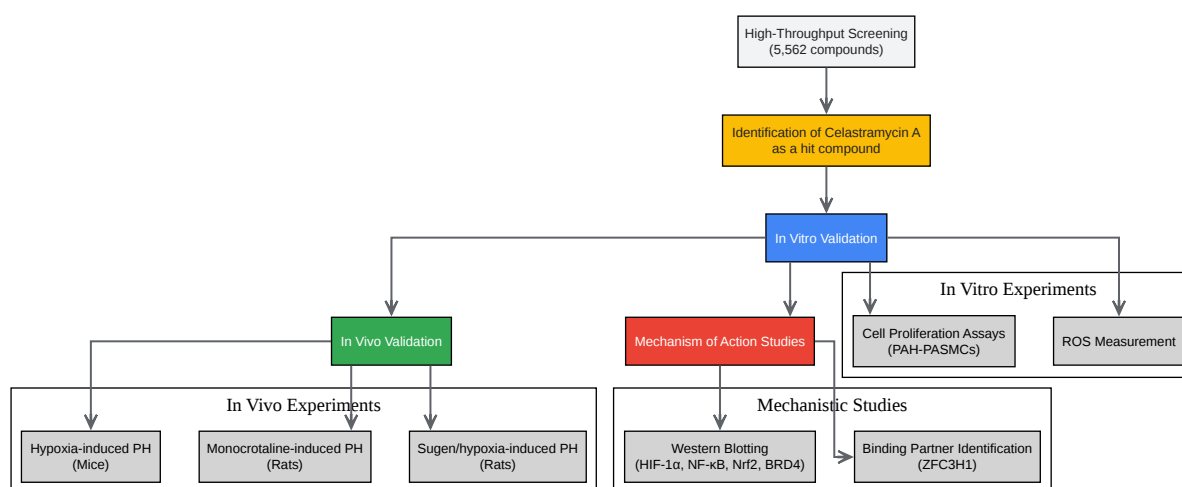 High-Throughput Screening
(5,562 compounds)
Identification of Celastramycin A
as a hit compound
In Vitro Validation
In Vitro Experiments
Cell Proliferation Assays
(PAH-PASMCs)
ROS Measurement
In Vivo Validation
Mechanism of Action Studies
In Vivo Experiments
Hypoxia-induced PH
(Mice)
Monocrotaline-induced PH
(Rats)
Sugen/hypoxia-induced PH
(Rats)
Mechanistic Studies
Western Blotting
(HIF-1α, NF-κB, Nrf2, BRD4)
Binding Partner Identification
(ZFC3H1)